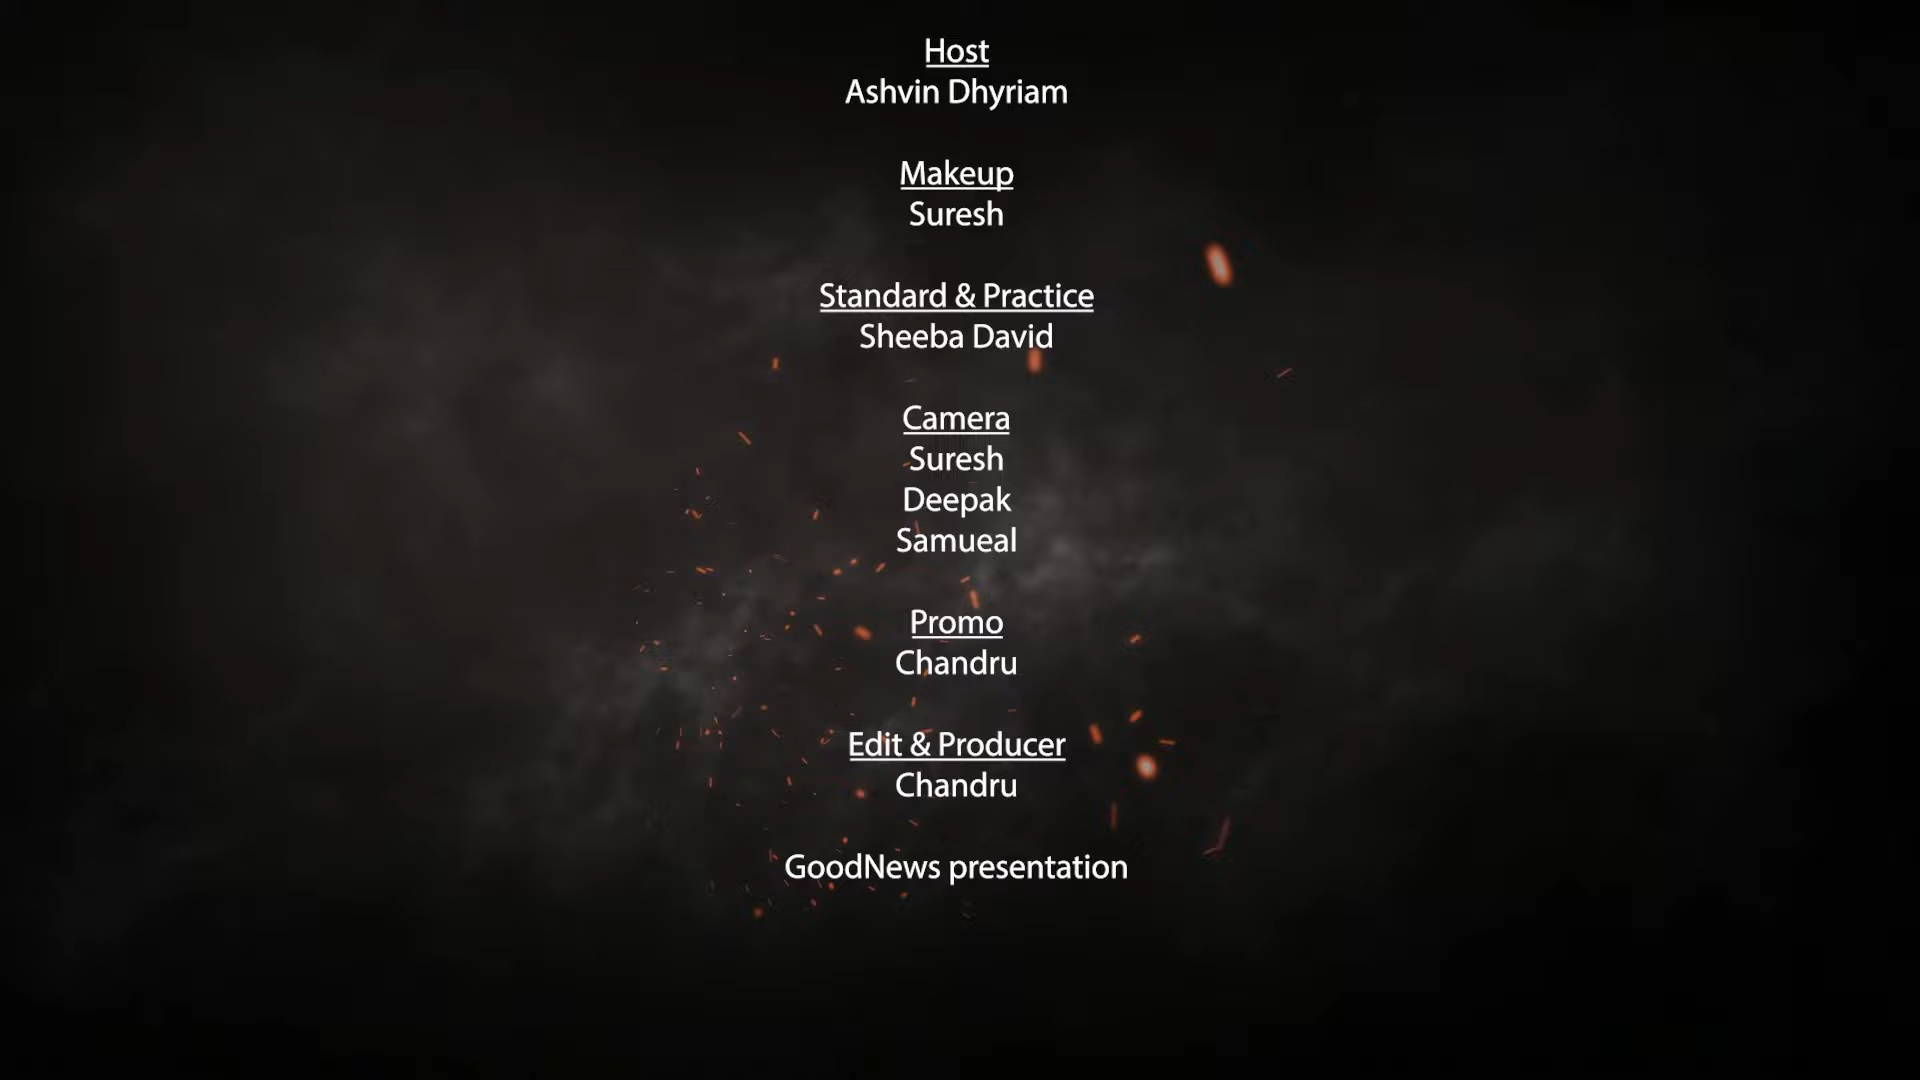 Host
Ashvin Dhyriam
Makeup
Suresh
Standard & Practice
Sheeba David
Camera
Suresh
Deepak
Samueal
Promo
Chandru
Edit & Producer
Chandru
GoodNews presentation